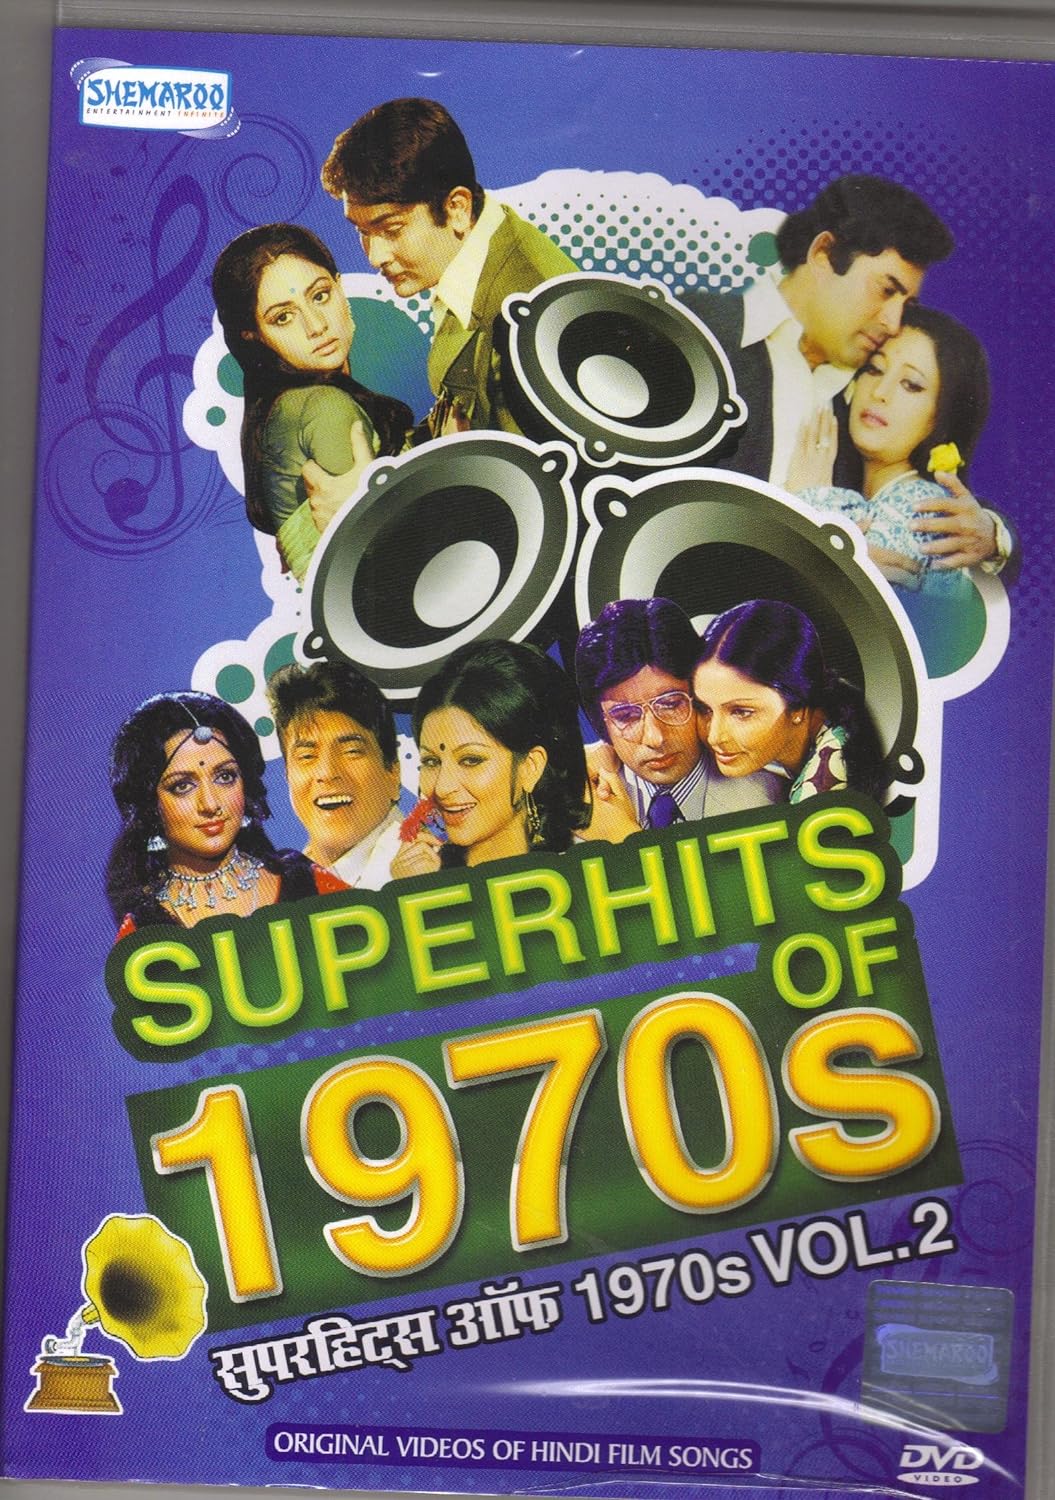 SHEMAROO
ENTERTAINMENT INFINITE
SUPERHITS
OF
1970s
सुपरहिट्स ऑफ 1970s VOL.2
SHEMAROO
ORIGINAL VIDEOS OF HINDI FILM SONGS
DVD
VIDEO